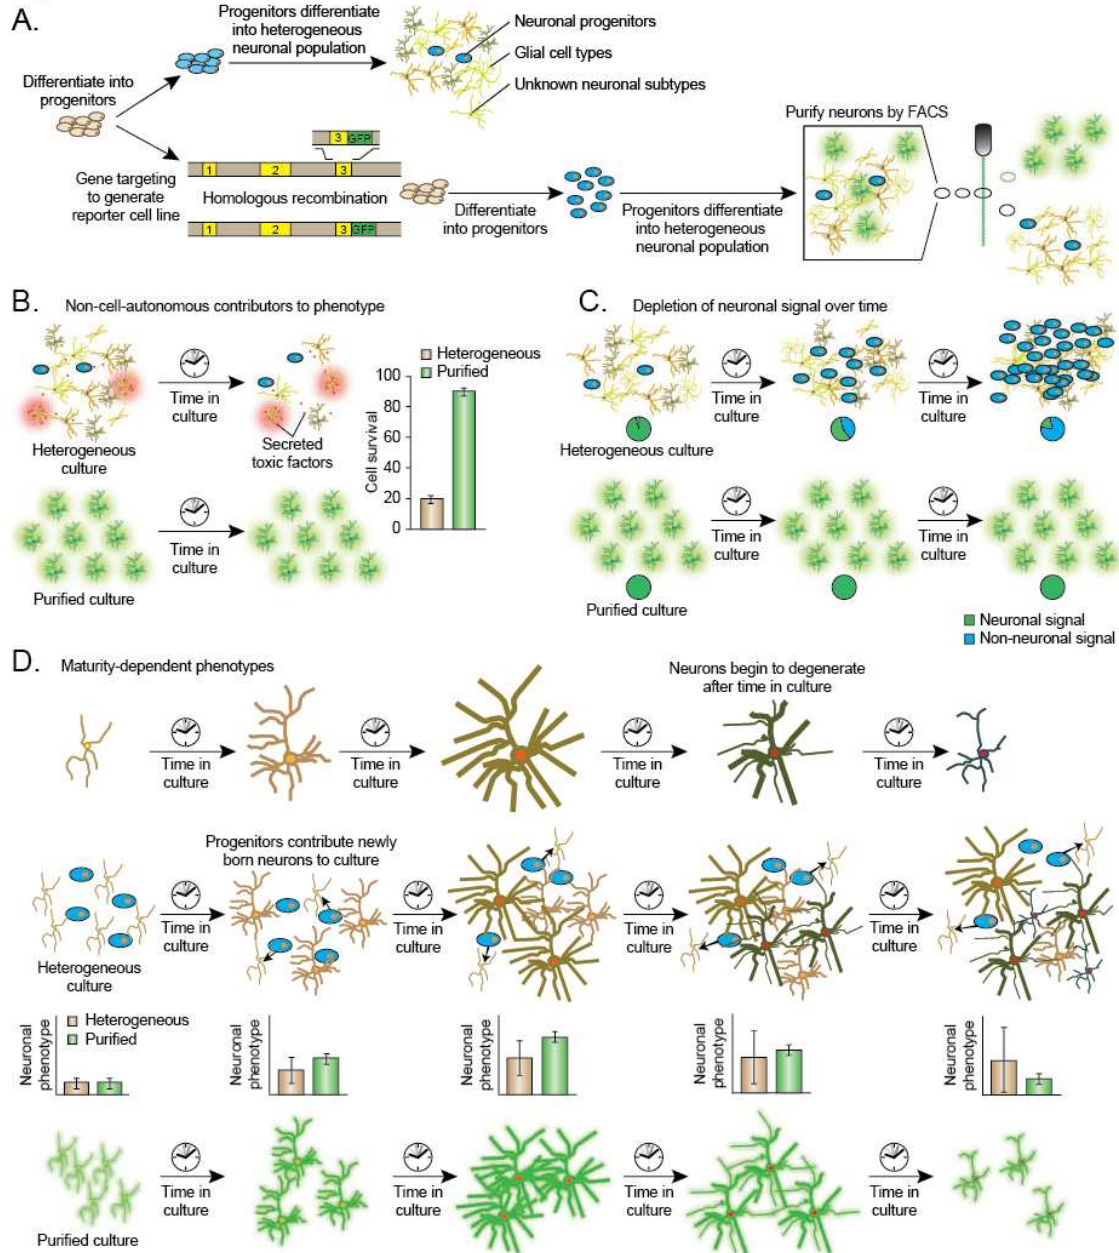 A.
Progenitors differentiate
into heterogeneous
neuronal population
Neuronal progenitors
Glial cell types
Unknown neuronal subtypes
Differentiate into
progenitors
Gene targeting
to generate
reporter cell line
3 GFP
1 2 3
Homologous recombination
1 2 3 GFP
Differentiate
into progenitors
Progenitors differentiate
into heterogeneous
neuronal population
Purify neurons by FACS
B.
Non-cell-autonomous contributors to phenotype
Time in
culture
Heterogeneous
culture
Secreted
toxic factors
Time in
culture
Purified culture
Heterogeneous
Purified
Cell survival
100
80
60
40
20
0
C.
Depletion of neuronal signal over time
Time in
culture
Time in
culture
Heterogeneous culture
Time in
culture
Time in
culture
Purified culture
Neuronal signal
Non-neuronal signal
D.
Maturity-dependent phenotypes
Neurons begin to degenerate
after time in culture
Time in
culture
Time in
culture
Time in
culture
Time in
culture
Progenitors contribute newly
born neurons to culture
Time in
culture
Time in
culture
Time in
culture
Time in
culture
Heterogeneous
culture
Neuronal
phenotype
Heterogeneous
Purified
Neuronal
phenotype
Neuronal
phenotype
Neuronal
phenotype
Neuronal
phenotype
Time in
culture
Time in
culture
Time in
culture
Time in
culture
Purified culture